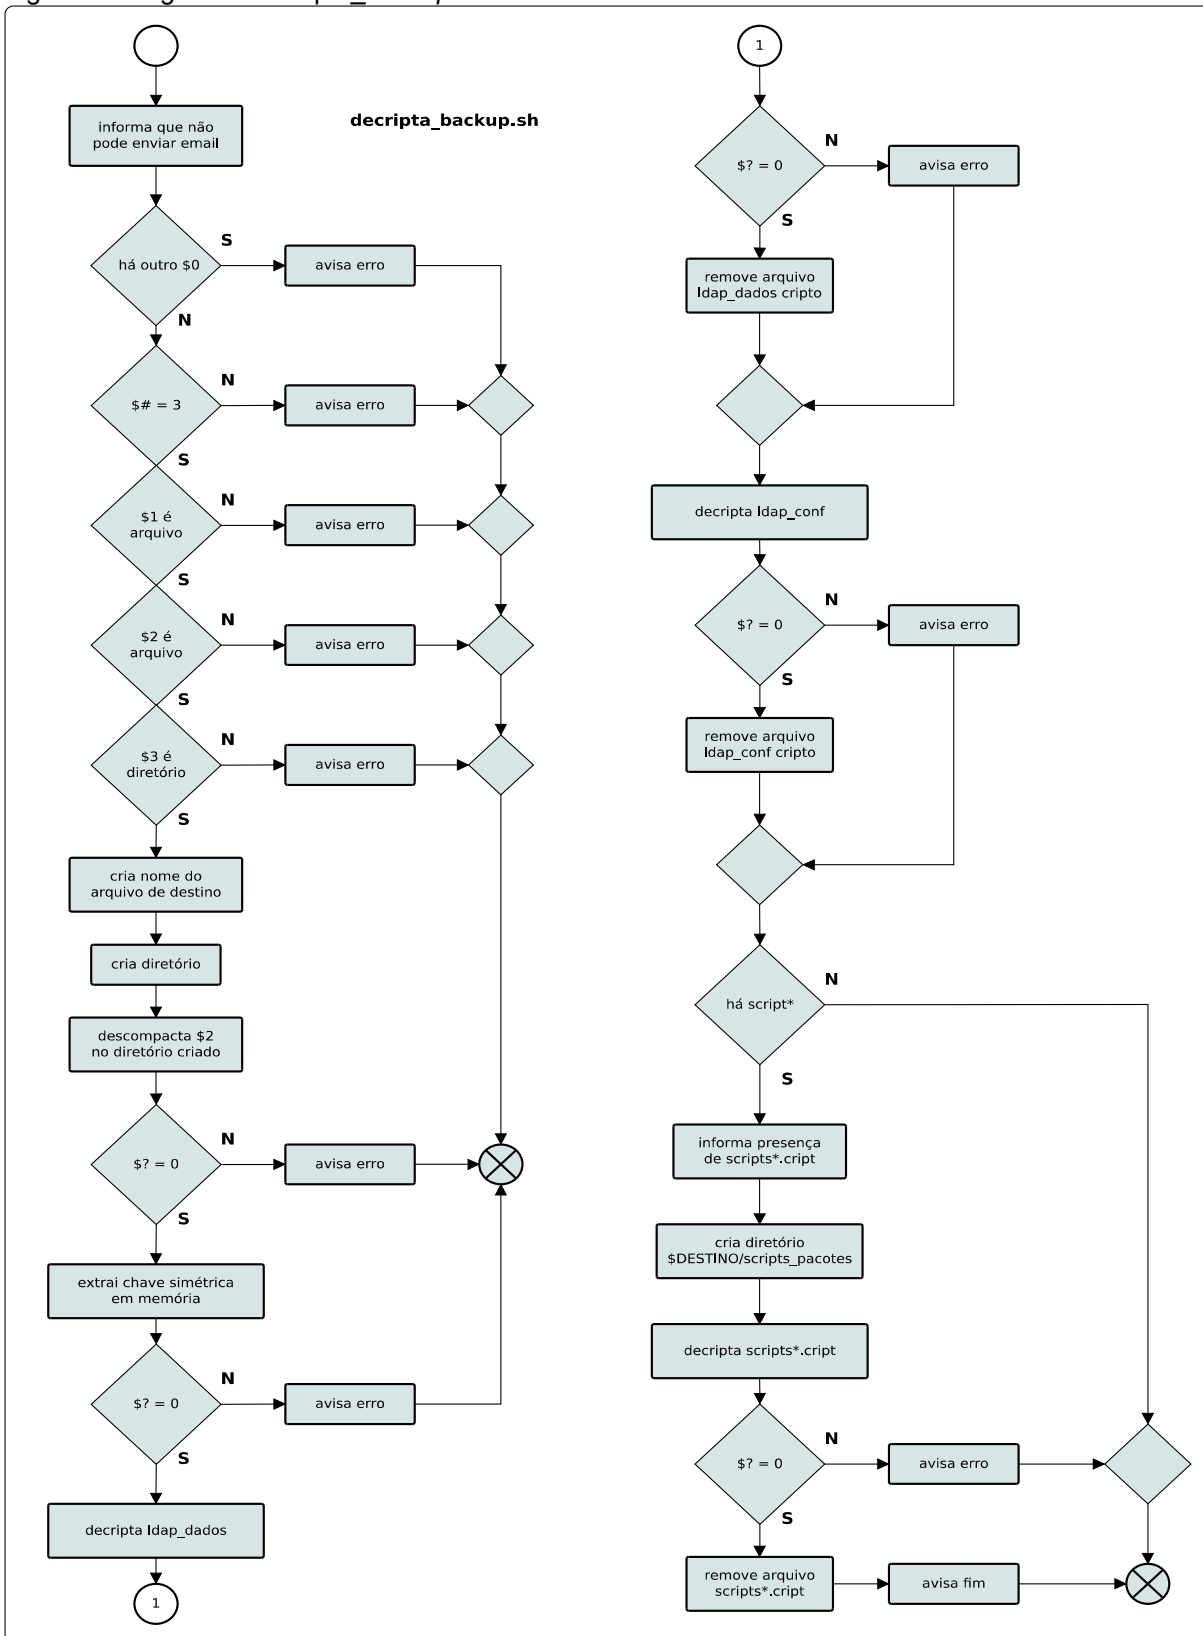 decripta_backup.sh
informa que não
pode enviar email
há outro $0
S
avisa erro
N
$# = 3
N
avisa erro
S
$1 é
arquivo
N
avisa erro
S
$2 é
arquivo
N
avisa erro
S
$3 é
diretório
N
avisa erro
S
cria nome do
arquivo de destino
cria diretório
descompacta $2
no diretório criado
$? = 0
N
avisa erro
S
extrai chave simétrica
em memória
$? = 0
N
avisa erro
S
decripta ldap_dados
1
1
$? = 0
N
avisa erro
S
remove arquivo
ldap_dados cripto
decripta ldap_conf
$? = 0
N
avisa erro
S
remove arquivo
ldap_conf cripto
há script*
N
S
informa presença
de scripts*.cript
cria diretório
$DESTINO/scripts_pacotes
decripta scripts*.cript
$? = 0
N
avisa erro
S
remove arquivo
scripts*.cript
avisa fim